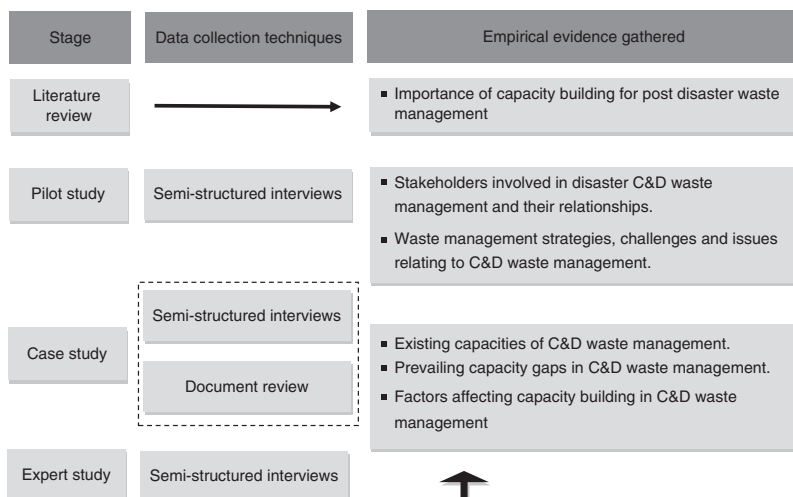 Stage
Data collection techniques
Empirical evidence gathered
Literature
review
▪ Importance of capacity building for post disaster waste
management
Pilot study
Semi-structured interviews
▪ Stakeholders involved in disaster C&D waste
management and their relationships.
▪ Waste management strategies, challenges and issues
relating to C&D waste management.
Case study
Semi-structured interviews
Document review
▪ Existing capacities of C&D waste management.
▪ Prevailing capacity gaps in C&D waste management.
▪ Factors affecting capacity building in C&D waste
management
Expert study
Semi-structured interviews